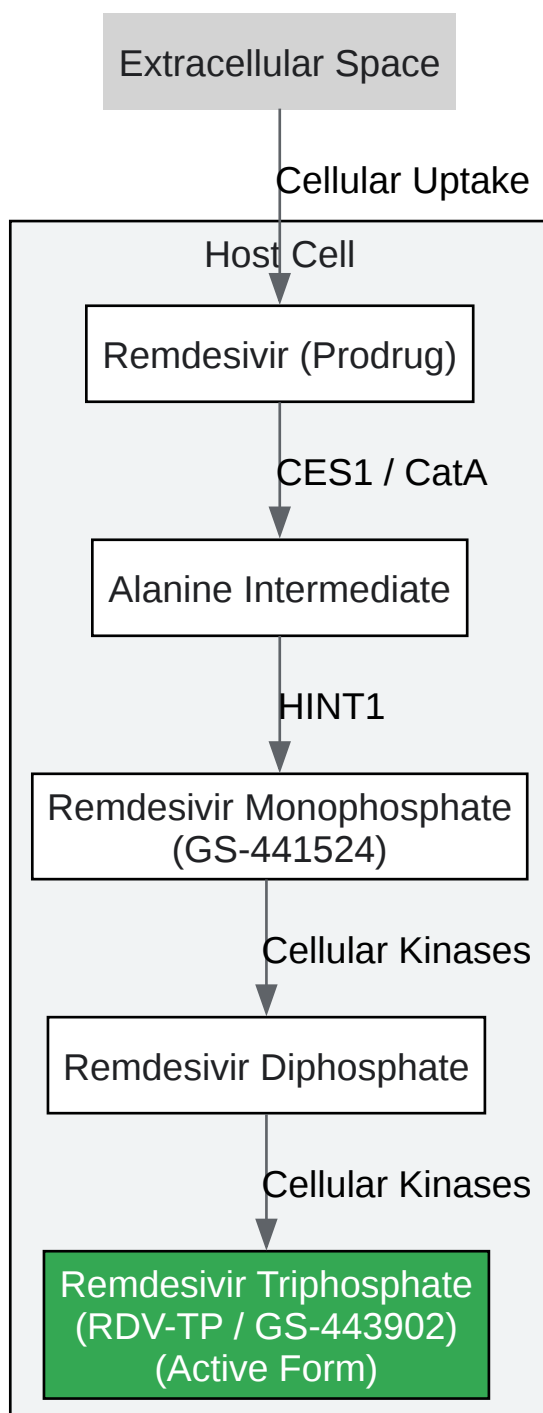 Extracellular Space
Cellular Uptake
Host Cell
Remdesivir (Prodrug)
CES1 / CatA
Alanine Intermediate
HINT1
Remdesivir Monophosphate
(GS-441524)
Cellular Kinases
Remdesivir Diphosphate
Cellular Kinases
Remdesivir Triphosphate
(RDV-TP / GS-443902)
(Active Form)